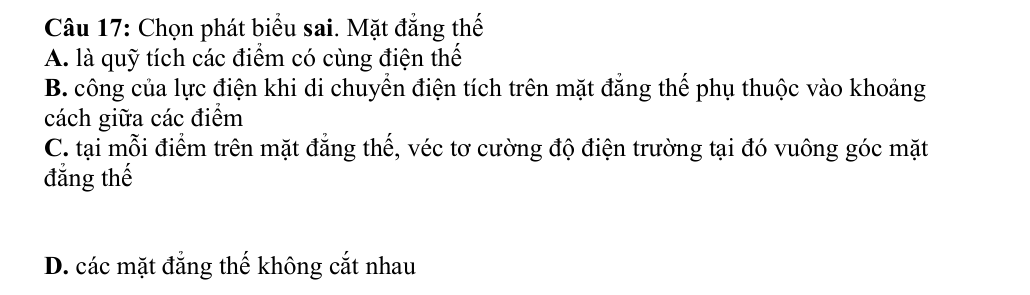 Câu 17: Chọn phát biểu sai. Mặt đẳng thế
A. là quỹ tích các điểm có cùng điện thế
B. công của lực điện khi di chuyển điện tích trên mặt đẳng thế phụ thuộc vào khoảng
cách giữa các điểm
C. tại mỗi điểm trên mặt đẳng thế, véc tơ cường độ điện trường tại đó vuông góc mặt
đẳng thế
D. các mặt đẳng thế không cắt nhau